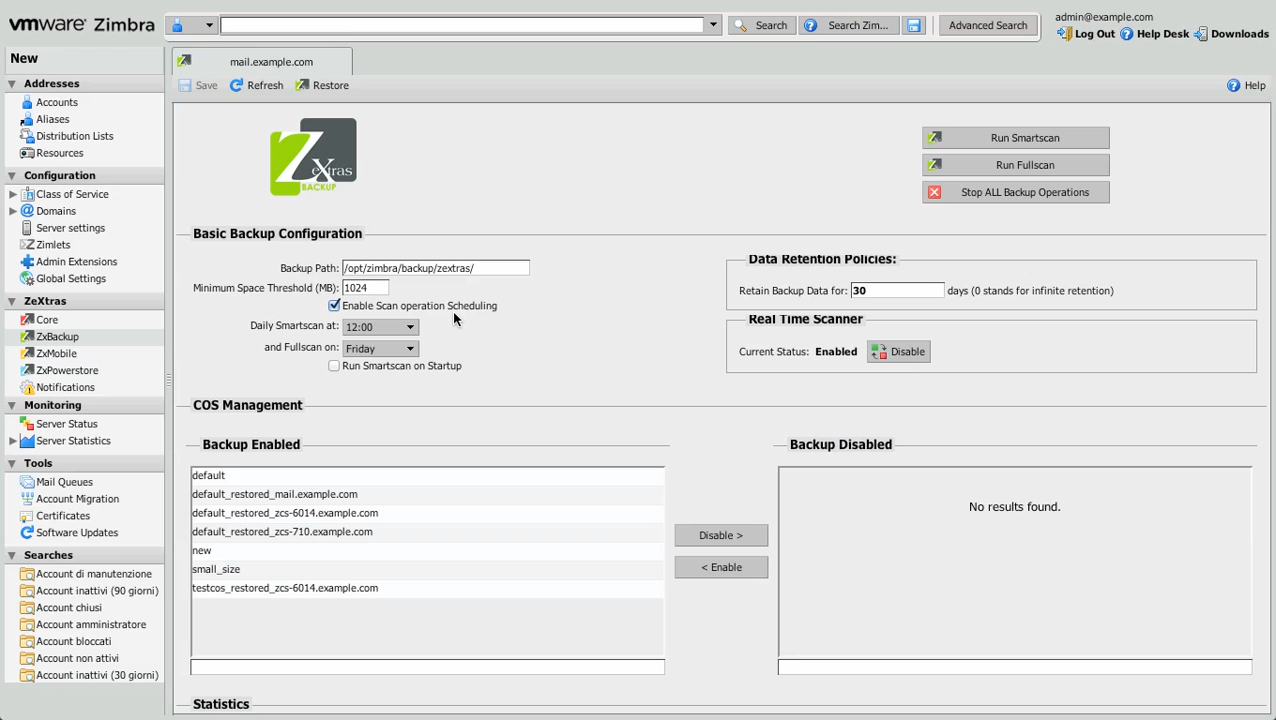 vmware Zimbra
Search
Search Zim...
Advanced Search
admin@example.com
Log Out
Help Desk
Downloads
New
mail.example.com
Save
Refresh
Restore
Help
Addresses
Accounts
Aliases
Distribution Lists
Resources
Configuration
Class of Service
Domains
Server settings
Zimlets
Admin Extensions
Global Settings
ZeXtras
Core
ZxBackup
ZxMobile
ZxPowerstore
Notifications
Monitoring
Server Status
Server Statistics
Tools
Mail Queues
Account Migration
Certificates
Software Updates
Searches
Account di manutenzione
Account inattivi (90 giorni)
Account chiusi
Account amministratore
Account bloccati
Account non attivi
Account inattivi (30 giorni)
ZeXtras
BACKUP
Run Smartscan
Run Fullscan
Stop ALL Backup Operations
Basic Backup Configuration
Backup Path: /opt/zimbra/backup/zextras/
Minimum Space Threshold (MB): 1024
Enable Scan operation Scheduling
Daily Smartscan at: 12:00
and Fullscan on: Friday
Run Smartscan on Startup
Data Retention Policies:
Retain Backup Data for: 30 days (0 stands for infinite retention)
Real Time Scanner
Current Status: Enabled Disable
COS Management
Backup Enabled
default
default_restored_mail.example.com
default_restored_zcs-6014.example.com
default_restored_zcs-710.example.com
new
small_size
testcos_restored_zcs-6014.example.com
Disable >
< Enable
Backup Disabled
No results found.
Statistics